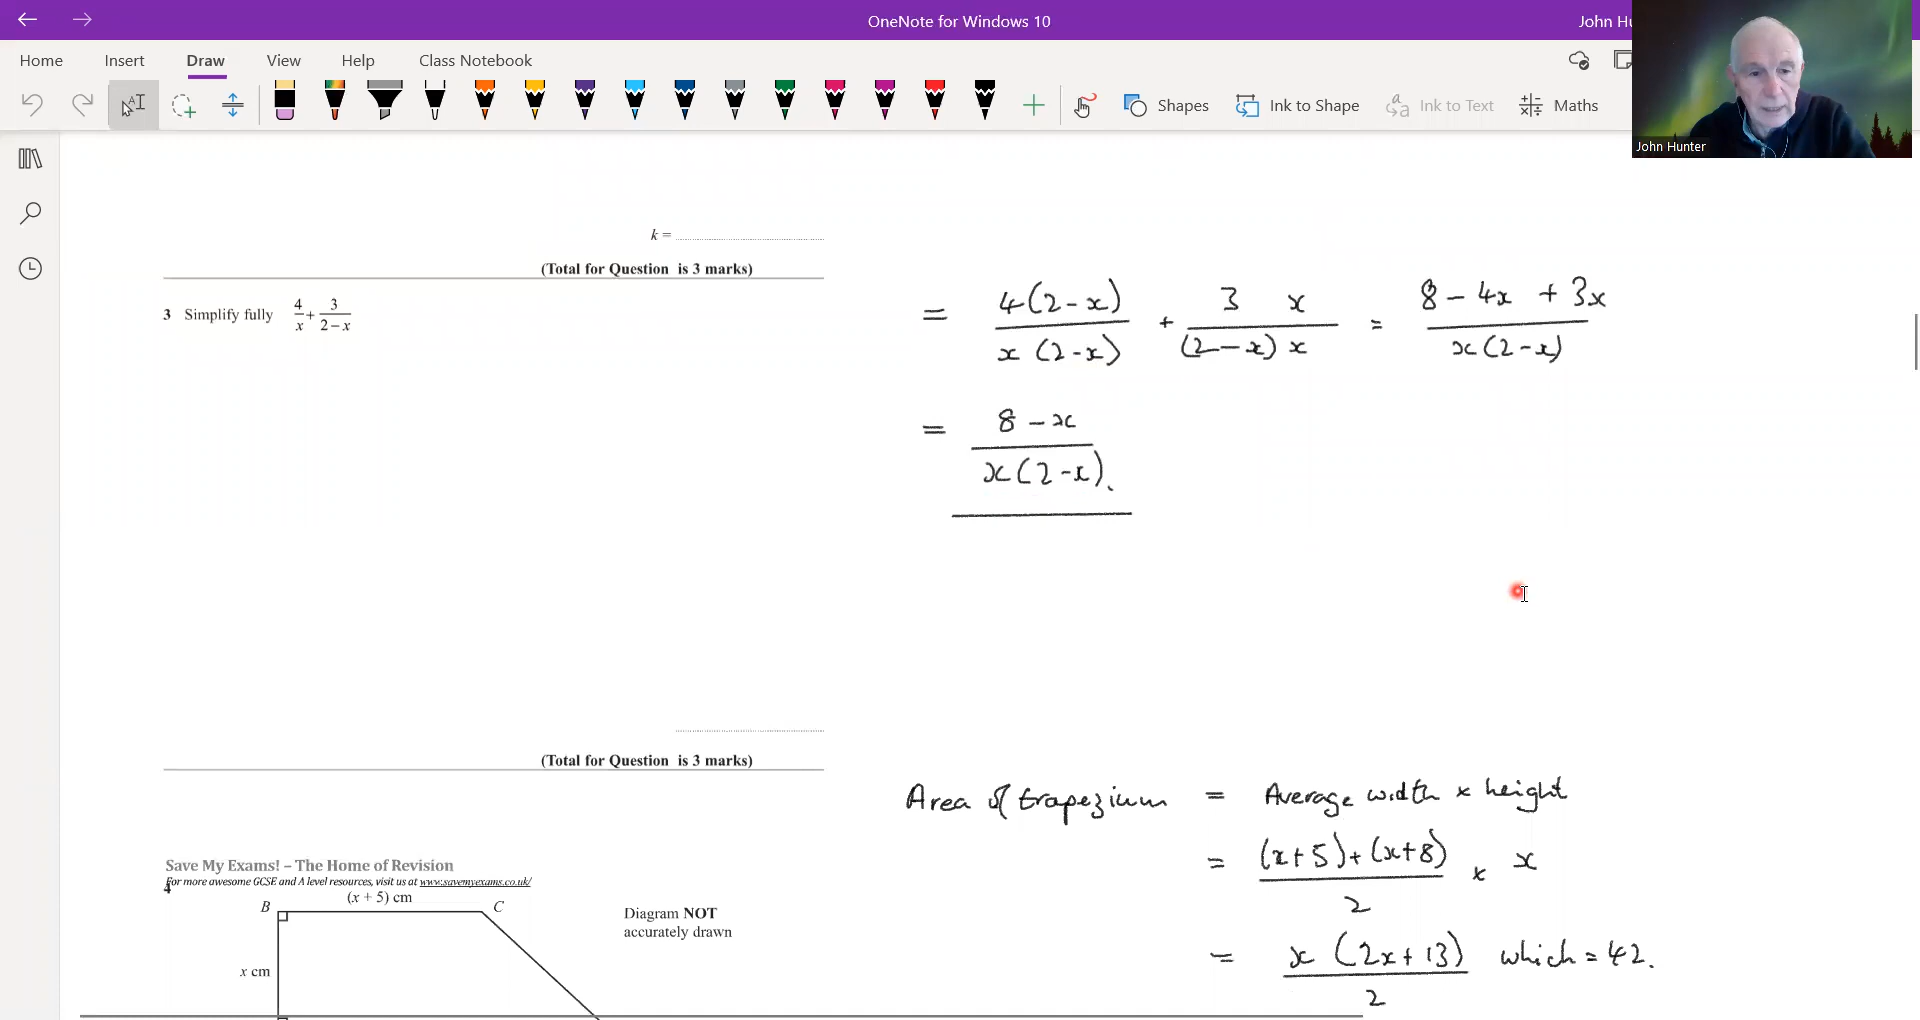 OneNote for Windows 10
John Hu
Home Insert Draw View Help Class Notebook
Shapes Ink to Shape Ink to Text Maths
John Hunter
k =
(Total for Question is 3 marks)
3 Simplify fully 4/x + 3/(2 – x)
= 4(2-x)/x(2-x) + 3 x/(2-x) x = 8 - 4x + 3x/x(2-x)
= 8 - x/x(2-x).
(Total for Question is 3 marks)
Area of trapezium = Average width x height
= (x+5)+(x+8)/2 x x
= x(2x+13)/2 which = 42.
Save My Exams! – The Home of Revision
For more awesome GCSE and A level resources, visit us at www.savemyexams.co.uk/
4
(x + 5) cm
B C
Diagram NOT
accurately drawn
x cm